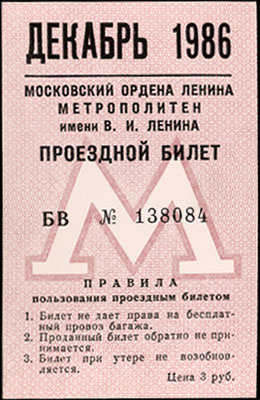 ДЕКАБРЬ 1986
МОСКОВСКИЙ ОРДЕНА ЛЕНИНА
МЕТРОПОЛИТЕН
имени В. И. ЛЕНИНА
ПРОЕЗДНОЙ БИЛЕТ
М
БВ № 138084
ПРАВИЛА
пользования проездным билетом
1. Билет не дает права на бесплат-
ный провоз багажа.
2. Проданный билет обратно не при-
нимается.
3. Билет при утере не возобнов-
ляется.
Цена 3 руб.